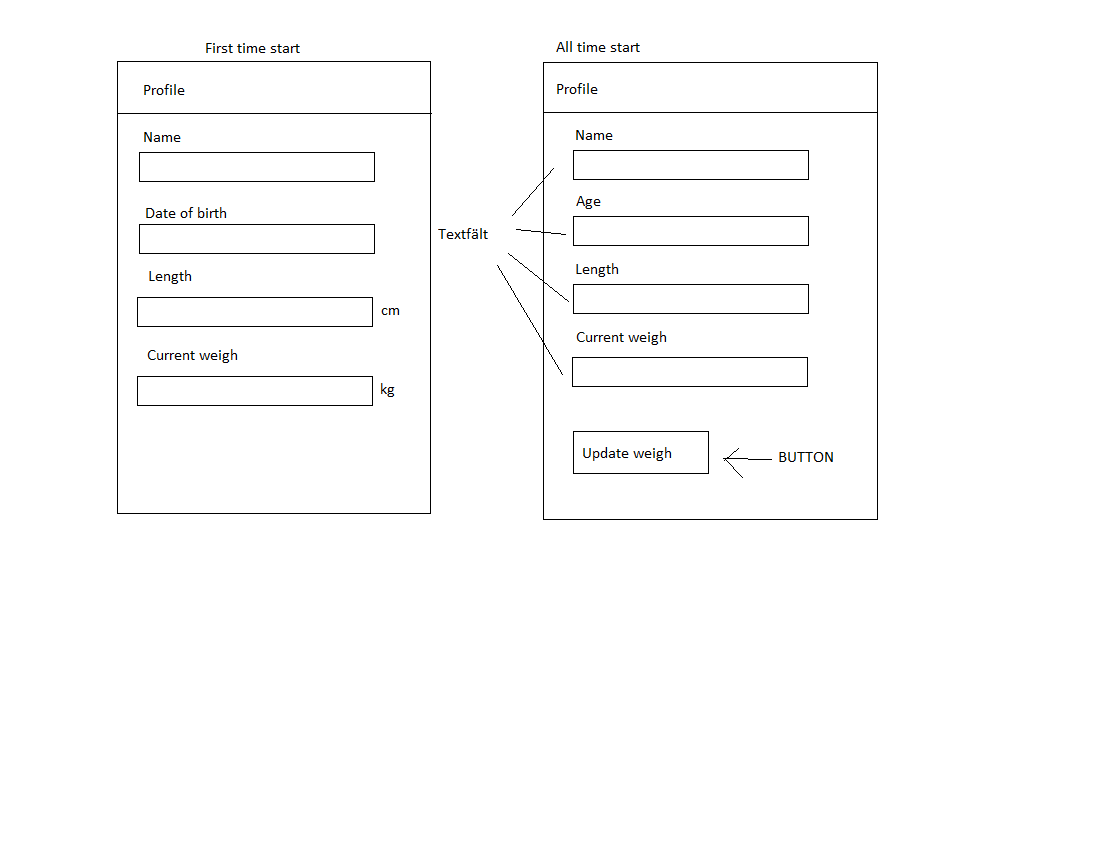 First time start
Profile
Name
Date of birth
Length
cm
Current weigh
kg
Textfält
All time start
Profile
Name
Age
Length
Current weigh
Update weigh
BUTTON